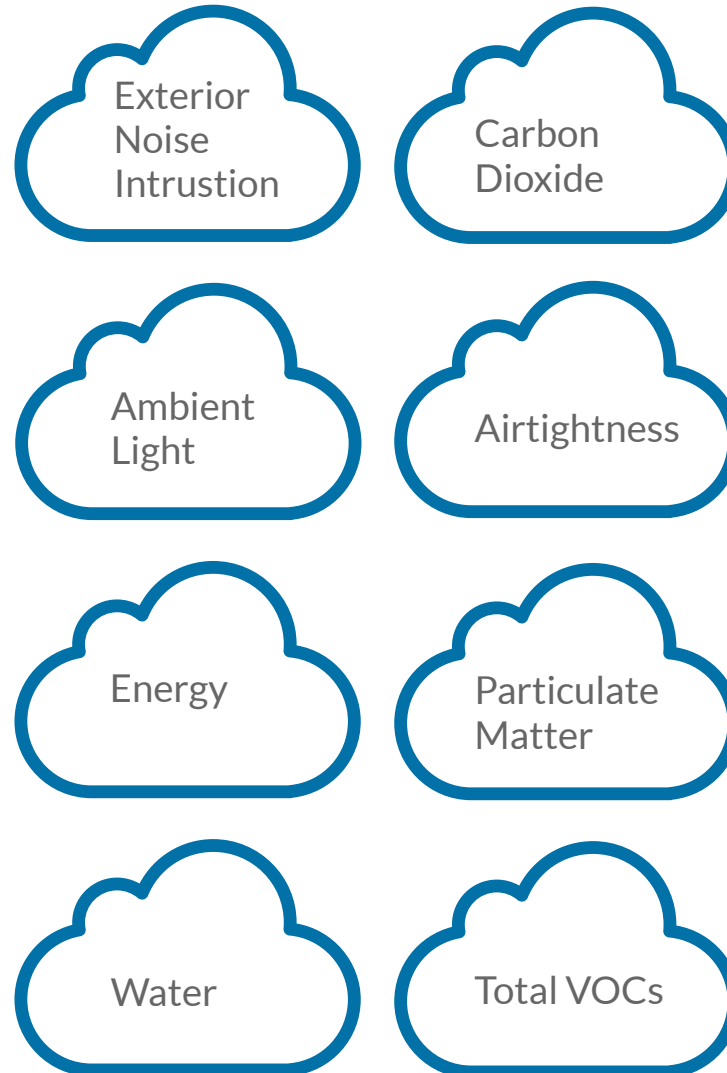 Exterior
Noise
Intrustion
Carbon
Dioxide
Ambient
Light
Airtightness
Energy
Particulate
Matter
Water
Total VOCs